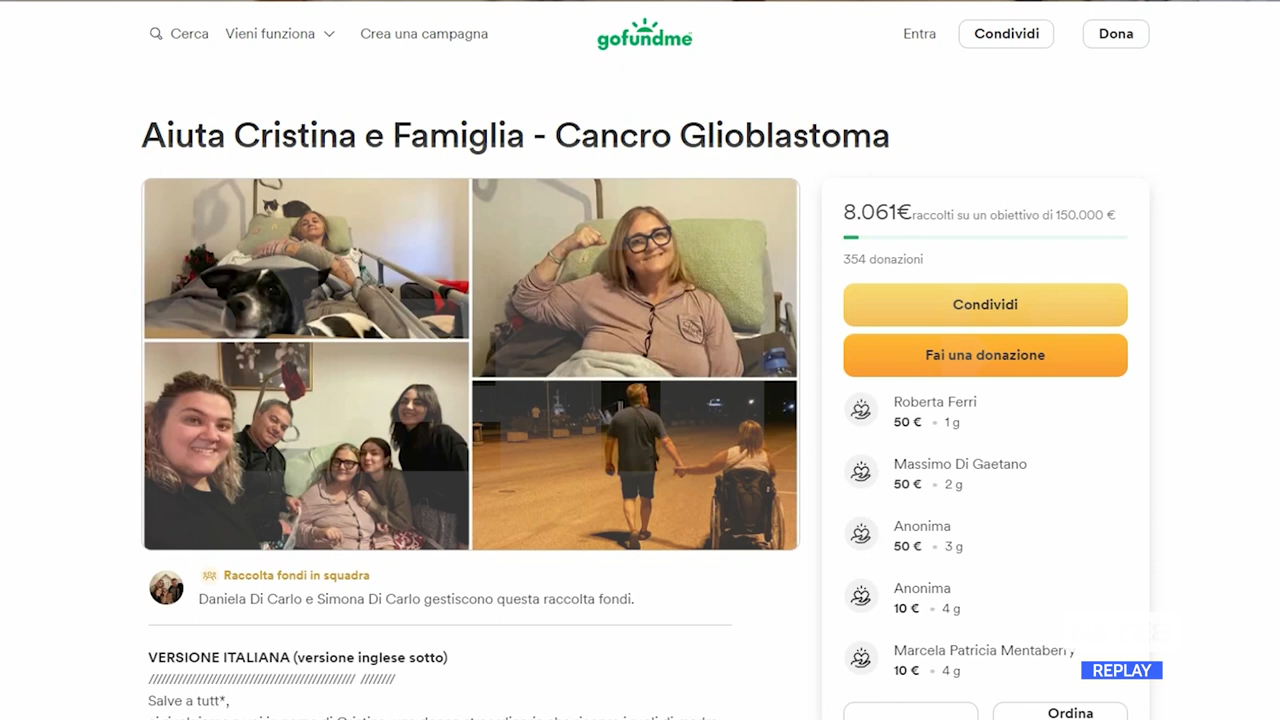 Cerca
Vieni funziona
Crea una campagna
gofundme
Entra
Condividi
Dona
Aiuta Cristina e Famiglia - Cancro Glioblastoma
8.061€ raccolti su un obiettivo di 150.000 €
354 donazioni
Condividi
Fai una donazione
Roberta Ferri
50 € • 1 g
Massimo Di Gaetano
50 € • 2 g
Anonima
50 € • 3 g
Anonima
10 € • 4 g
Marcela Patricia
10 € • 4 g
REPLAY
Ordina
Raccolta fondi in squadra
Daniela Di Carlo e Simona Di Carlo gestiscono questa raccolta fondi.
VERSIONE ITALIANA (versione inglese sotto)
Salve a tutt*,